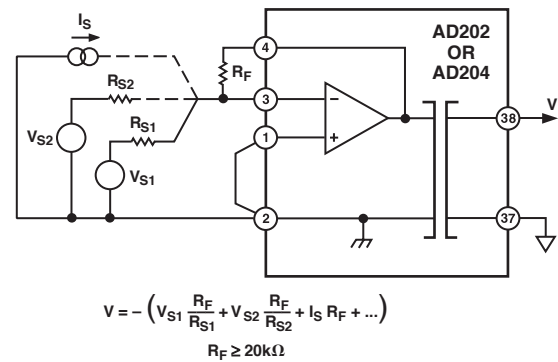 I_S
R_S2
V_S2
R_S1
V_S1
R_F
4
3
1
2
−
+
AD202
OR
AD204
38
V
37
V = – (V_S1 R_F/R_S1 + V_S2 R_F/R_S2 + I_S R_F + ...)
R_F ≥ 20kΩ